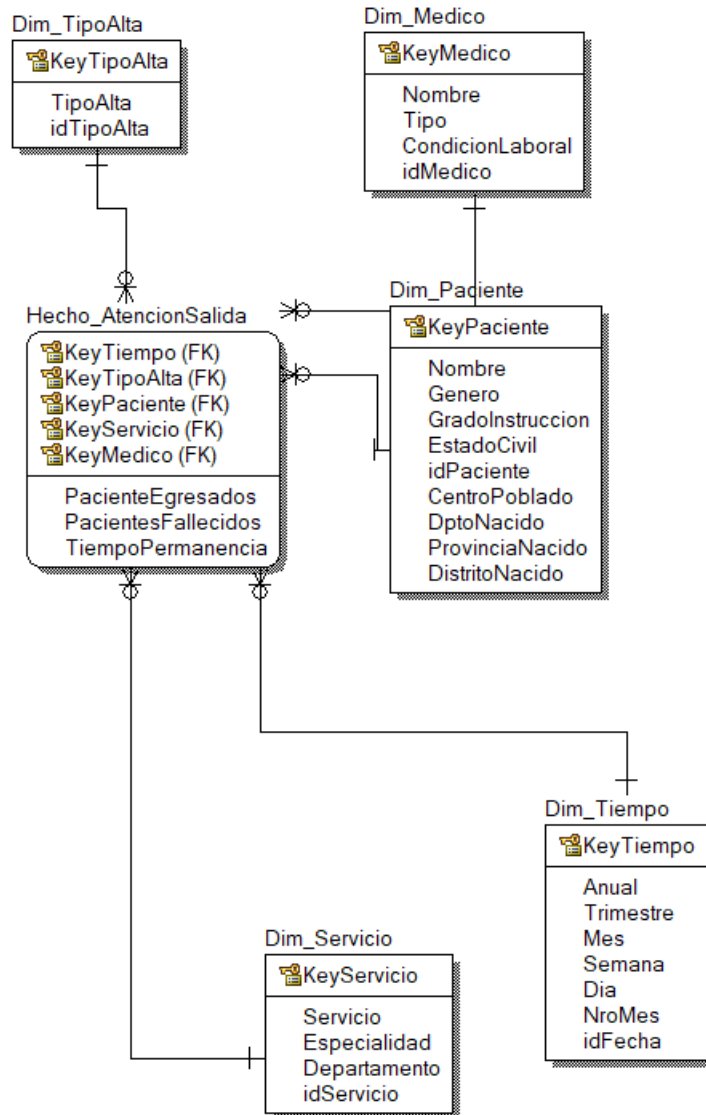 Dim_TipoAlta
KeyTipoAlta
TipoAlta
idTipoAlta
Dim_Medico
KeyMedico
Nombre
Tipo
CondicionLaboral
idMedico
Hecho_AtencionSalida
KeyTiempo (FK)
KeyTipoAlta (FK)
KeyPaciente (FK)
KeyServicio (FK)
KeyMedico (FK)
PacienteEgresados
PacientesFallecidos
TiempoPermanencia
Dim_Paciente
KeyPaciente
Nombre
Genero
GradoInstruccion
EstadoCivil
idPaciente
CentroPoblado
DptoNacido
ProvinciaNacido
DistritoNacido
Dim_Tiempo
KeyTiempo
Anual
Trimestre
Mes
Semana
Dia
NroMes
idFecha
Dim_Servicio
KeyServicio
Servicio
Especialidad
Departamento
idServicio